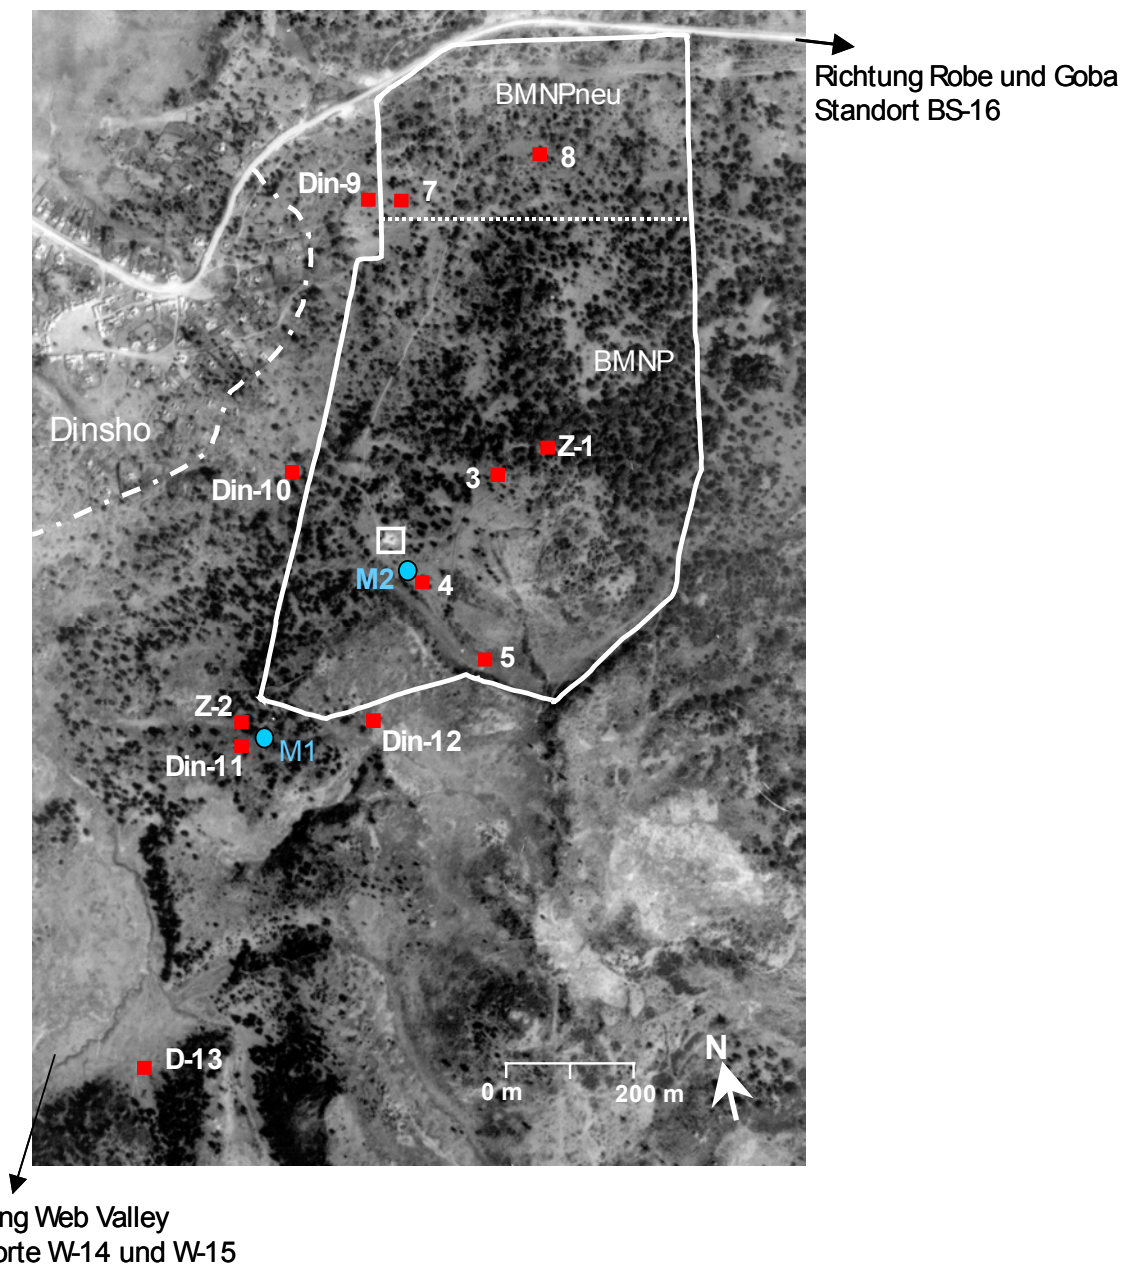 Richtung Robe und Goba
Standort BS-16
BMNPneu
8
Din-9
7
BMNP
Dinsho
Z-1
3
Din-10
M2
4
5
Z-2
Din-12
M1
Din-11
D-13
N
0 m
200 m
ng Web Valley
orte W-14 und W-15